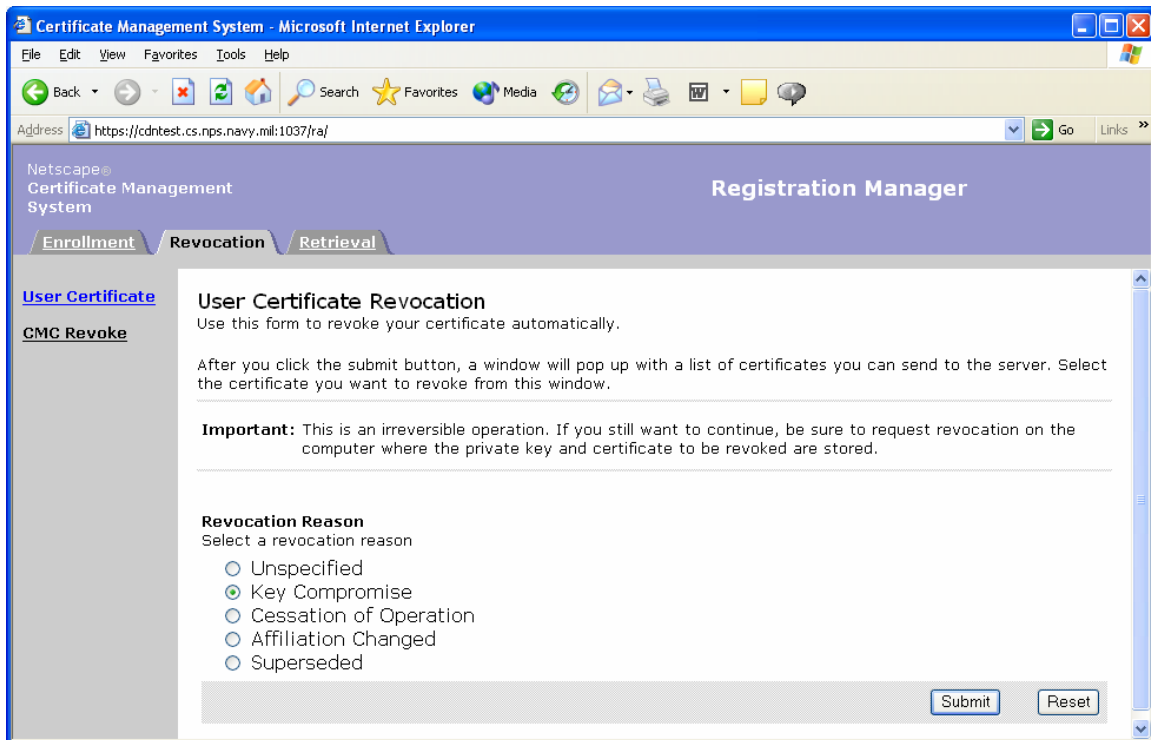 Certificate Management System - Microsoft Internet Explorer
File Edit View Favorites Tools Help
Back Search Favorites Media
Address https://cdntest.cs.nps.navy.mil:1037/ra/ Go Links »
Netscape®
Certificate Management
System
Registration Manager
Enrollment Revocation Retrieval
User Certificate
CMC Revoke
User Certificate Revocation
Use this form to revoke your certificate automatically.
After you click the submit button, a window will pop up with a list of certificates you can send to the server. Select
the certificate you want to revoke from this window.
Important: This is an irreversible operation. If you still want to continue, be sure to request revocation on the
computer where the private key and certificate to be revoked are stored.
Revocation Reason
Select a revocation reason
Unspecified
Key Compromise
Cessation of Operation
Affiliation Changed
Superseded
Submit Reset